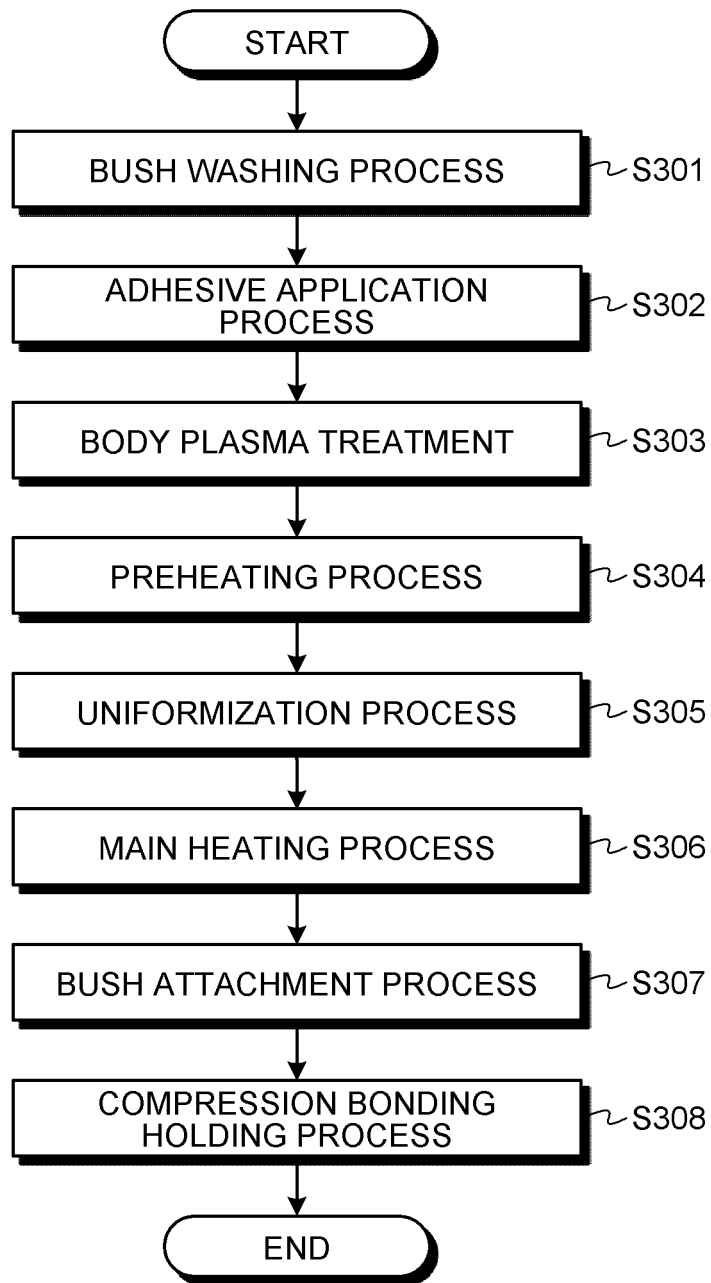 START
BUSH WASHING PROCESS
S301
ADHESIVE APPLICATION
PROCESS
S302
BODY PLASMA TREATMENT
S303
PREHEATING PROCESS
S304
UNIFORMIZATION PROCESS
S305
MAIN HEATING PROCESS
S306
BUSH ATTACHMENT PROCESS
S307
COMPRESSION BONDING
HOLDING PROCESS
S308
END